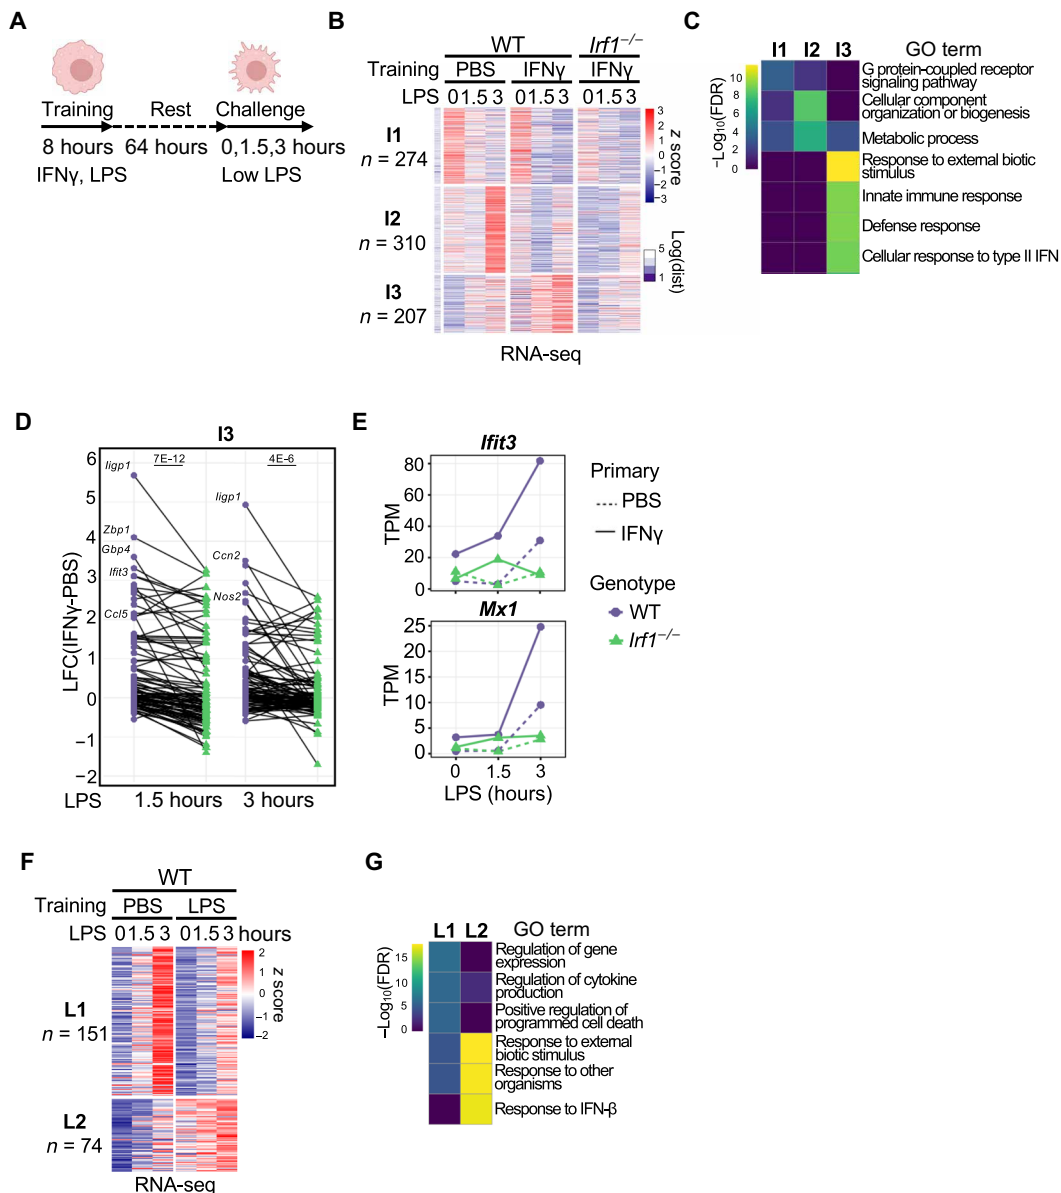 A
Training Rest Challenge
8 hours 64 hours 0,1.5,3 hours
IFNγ, LPS Low LPS
B
WT Irf1−/−
Training PBS IFNγ IFNγ
LPS 0 1.5 3 0 1.5 3 0 1.5 3
I1
n = 274
I2
n = 310
I3
n = 207
3
2
1
0
−1
−2
−3
z score
5
1
Log(dist)
RNA-seq
C
I1 I2 I3 GO term
10
8
6
4
2
0
−Log10(FDR)
G protein-coupled receptor
signaling pathway
Cellular component
organization or biogenesis
Metabolic process
Response to external biotic
stimulus
Innate immune response
Defense response
Cellular response to type II IFN
D
I3
LFC(IFNγ-PBS)
6
5
4
3
2
1
0
−1
−2
7E-12 4E-6
Iigp1
Zbp1
Gbp4
Ifit3
Ccl5
Iigp1
Ccn2
Nos2
LPS 1.5 hours 3 hours
E
Ifit3
TPM
80
60
40
20
0
Mx1
TPM
25
20
15
10
5
0
0 1.5 3
LPS (hours)
Primary
PBS
IFNγ
Genotype
WT
Irf1−/−
F
WT
Training PBS LPS
LPS 0 1.5 3 0 1.5 3 hours
L1
n = 151
L2
n = 74
2
1
0
−1
−2
z score
RNA-seq
G
L1 L2 GO term
15
10
5
0
−Log10(FDR)
Regulation of gene
expression
Regulation of cytokine
production
Positive regulation of
programmed cell death
Response to external
biotic stimulus
Response to other
organisms
Response to IFN-β